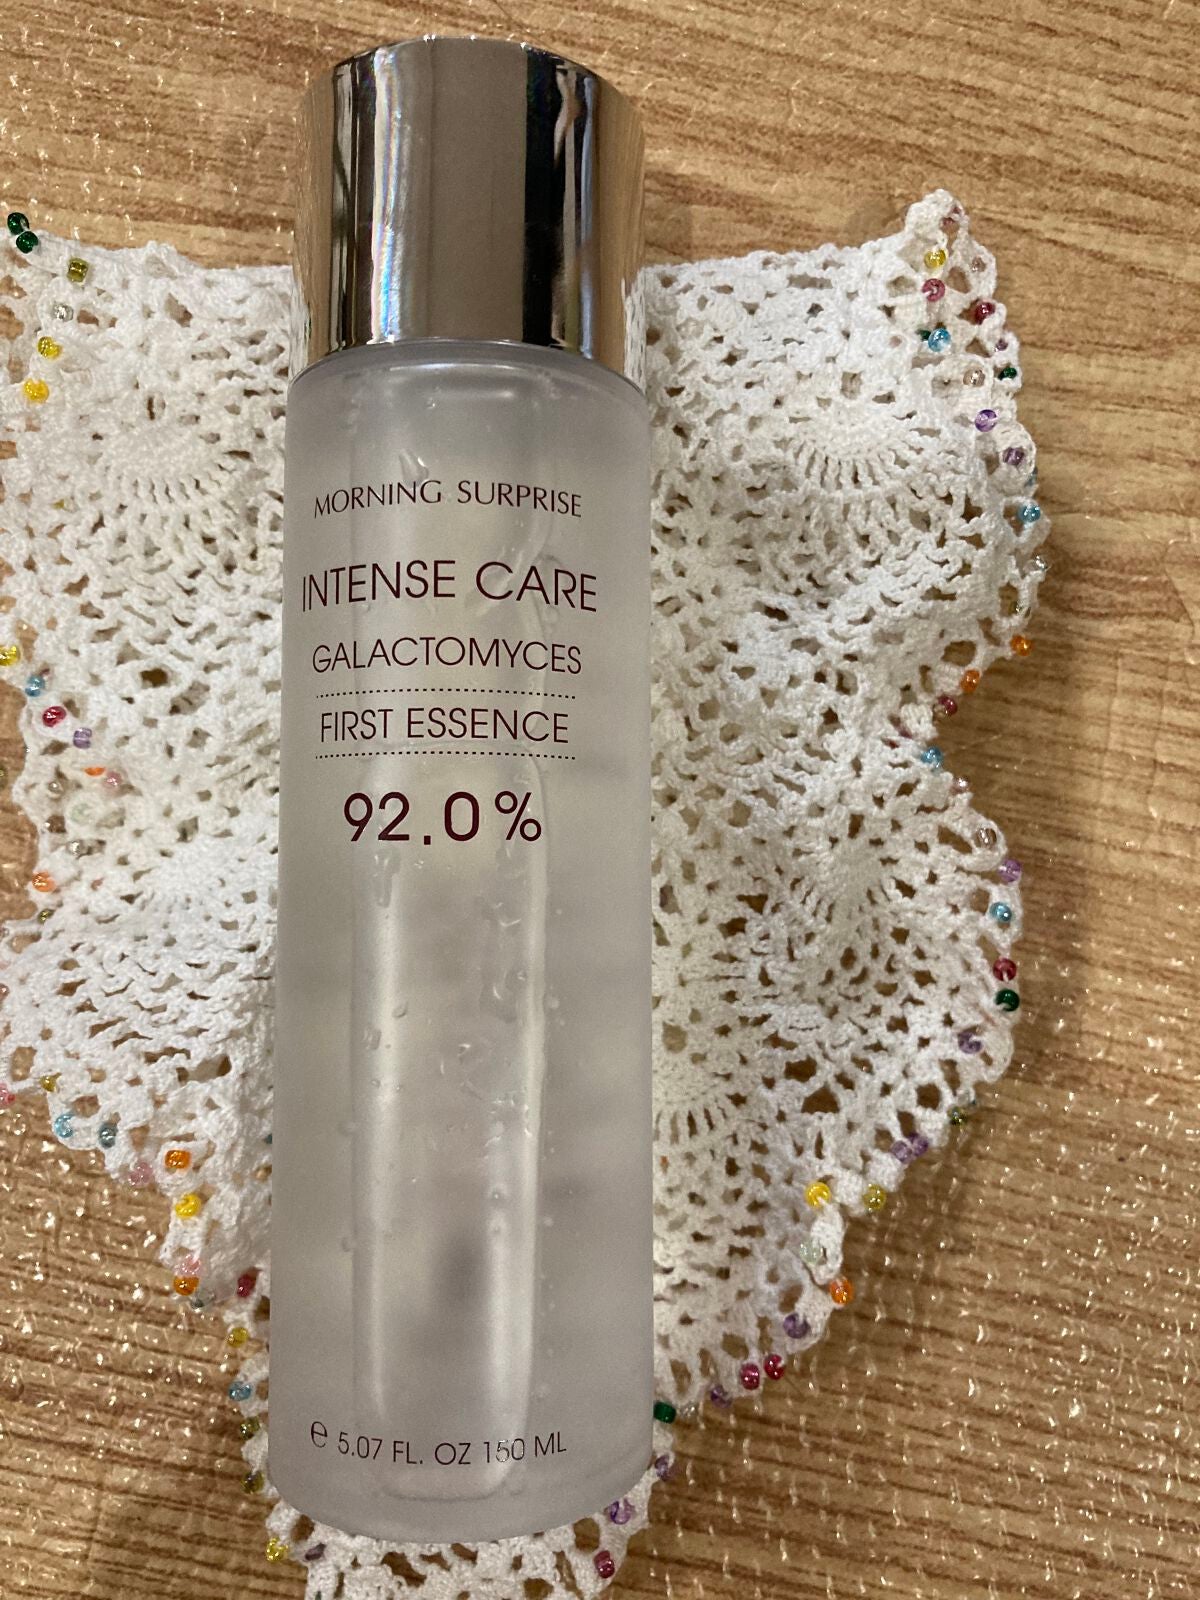 MORNING SURPRISE
INTENSE CARE
GALACTOMYCES
FIRST ESSENCE
92.0%
℮ 5.07 FL. OZ 150 ML